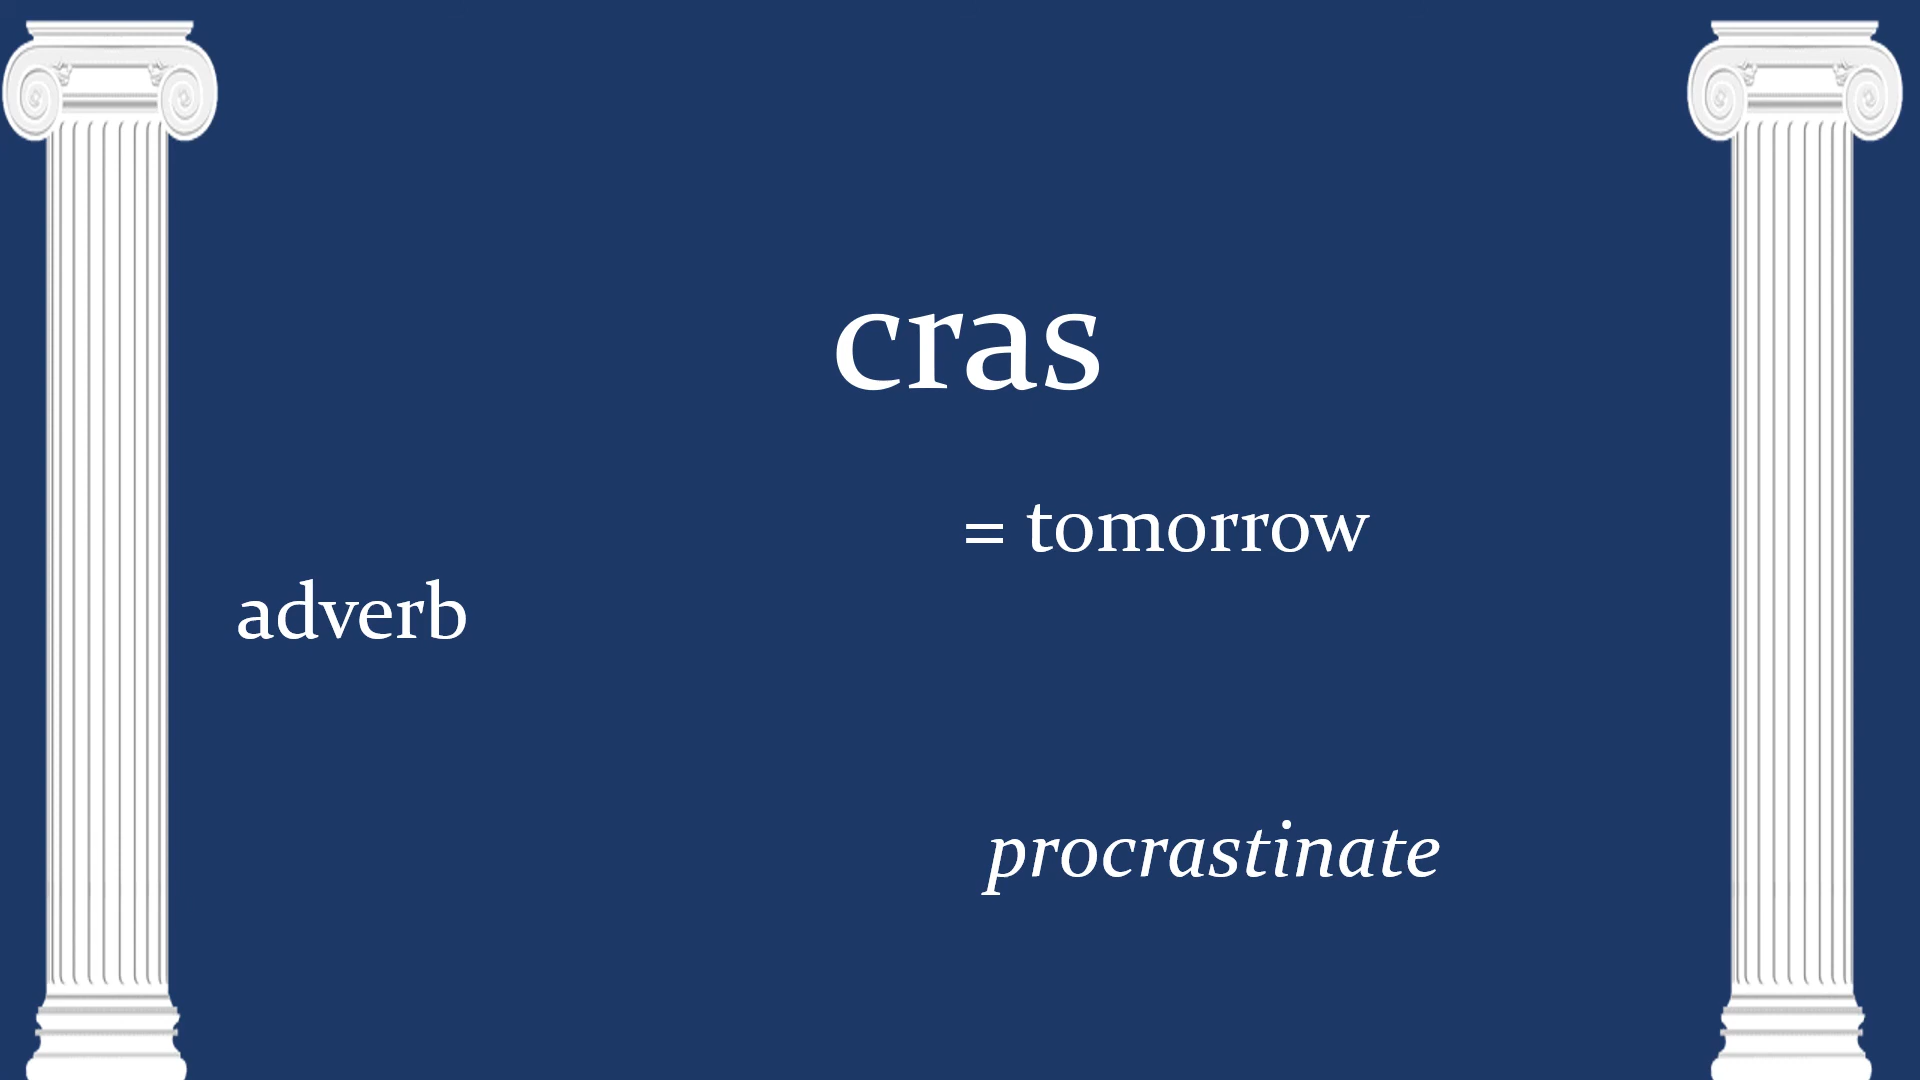 cras
= tomorrow
adverb
procrastinate